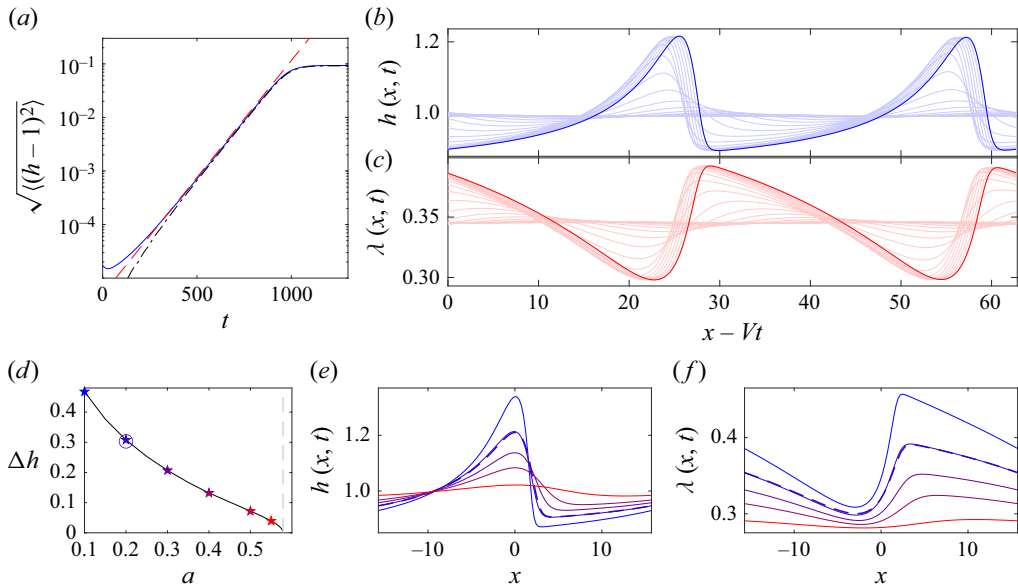 (a)
10⁻¹
10⁻²
10⁻³
10⁻⁴
√⟨(h − 1)²⟩
0 500 1000
t
(b)
1.2
1.0
h (x, t)
(c)
0.35
0.30
λ (x, t)
0 10 20 30 40 50 60
x – Vt
(d)
0.4
0.3
0.2
0.1
0
Δh
0.1 0.2 0.3 0.4 0.5
a
(e)
1.2
1.0
h (x, t)
–10 0 10
x
(f)
0.4
0.3
λ (x, t)
–10 0 10
x